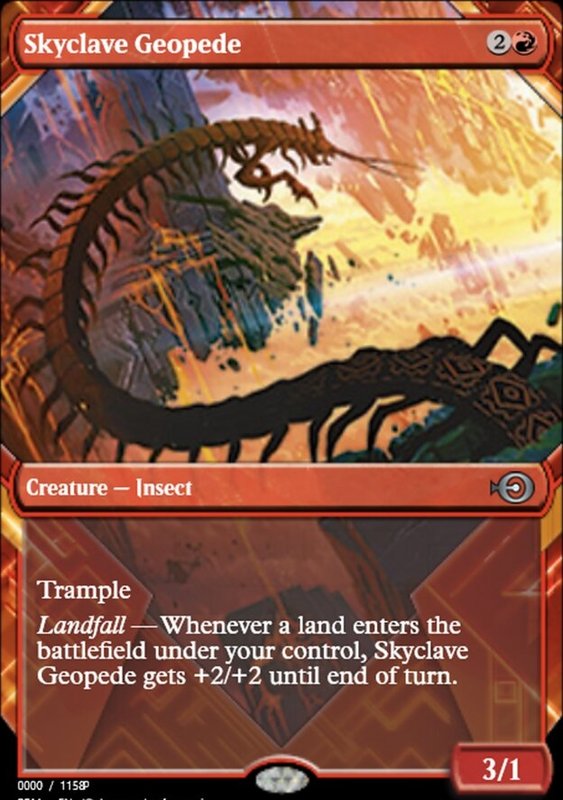 Skyclave Geopede 2
Creature — Insect
Trample
Landfall — Whenever a land enters the
battlefield under your control, Skyclave
Geopede gets +2/+2 until end of turn.
3/1
0000 / 1158P